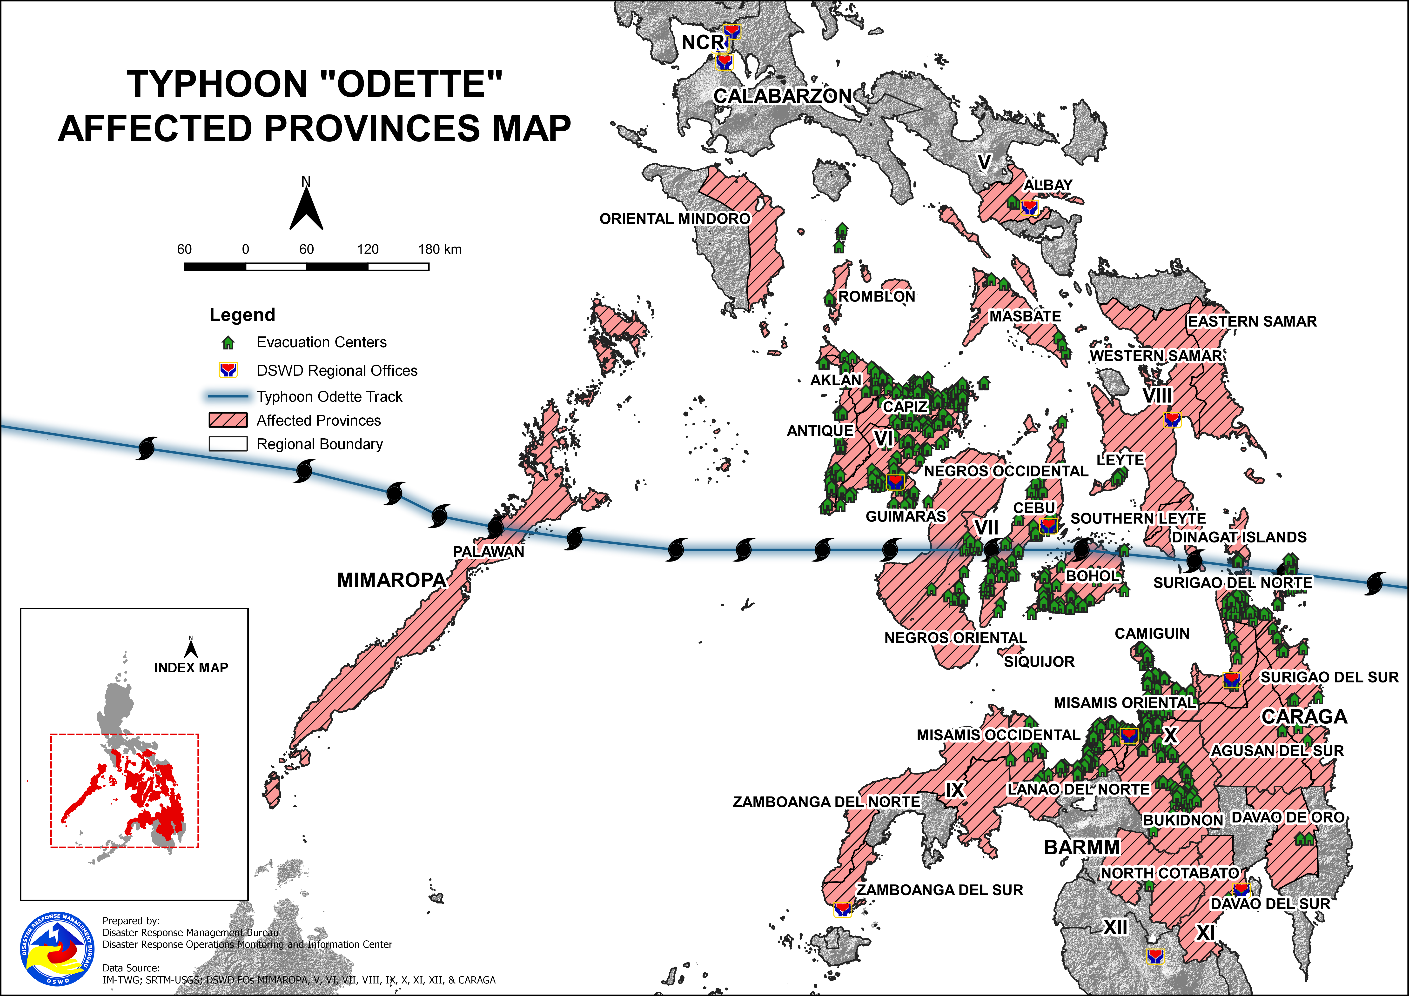 TYPHOON "ODETTE"
AFFECTED PROVINCES MAP
N
60 0 60 120 180 km
Legend
Evacuation Centers
DSWD Regional Offices
Typhoon Odette Track
Affected Provinces
Regional Boundary
NCR
CALABARZON
V
ALBAY
ORIENTAL MINDORO
ROMBLON
MASBATE
EASTERN SAMAR
WESTERN SAMAR
VIII
AKLAN
CAPIZ
ANTIQUE
VI
NEGROS OCCIDENTAL
LEYTE
GUIMARAS
CEBU
VII
SOUTHERN LEYTE
DINAGAT ISLANDS
PALAWAN
MIMAROPA
BOHOL
SURIGAO DEL NORTE
NEGROS ORIENTAL
CAMIGUIN
SIQUIJOR
SURIGAO DEL SUR
MISAMIS ORIENTAL
CARAGA
MISAMIS OCCIDENTAL
X
AGUSAN DEL SUR
IX
LANAO DEL NORTE
ZAMBOANGA DEL NORTE
BUKIDNON
DAVAO DE ORO
BARMM
NORTH COTABATO
ZAMBOANGA DEL SUR
DAVAO DEL SUR
XII
XI
N
INDEX MAP
DISASTER RESPONSE MANAGEMENT BUREAU
DSWD
Prepared by:
Disaster Response Management Bureau
Disaster Response Operations Monitoring and Information Center
Data Source:
IM-TWG; SRTM-USGS; DSWD FOs MIMAROPA, V, VI, VII, VIII, IX, X, XI, XII, & CARAGA